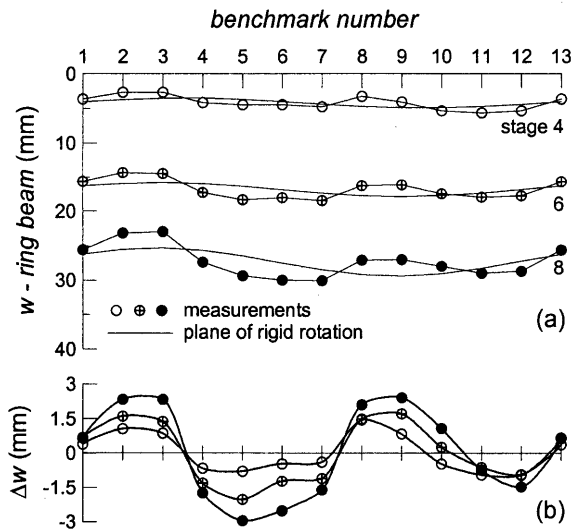 benchmark number
1 2 3 4 5 6 7 8 9 10 11 12 13
0
10
20
30
40
w - ring beam (mm)
stage 4
6
8
measurements
plane of rigid rotation
(a)
3
1.5
0
-1.5
-3
Δw (mm)
(b)